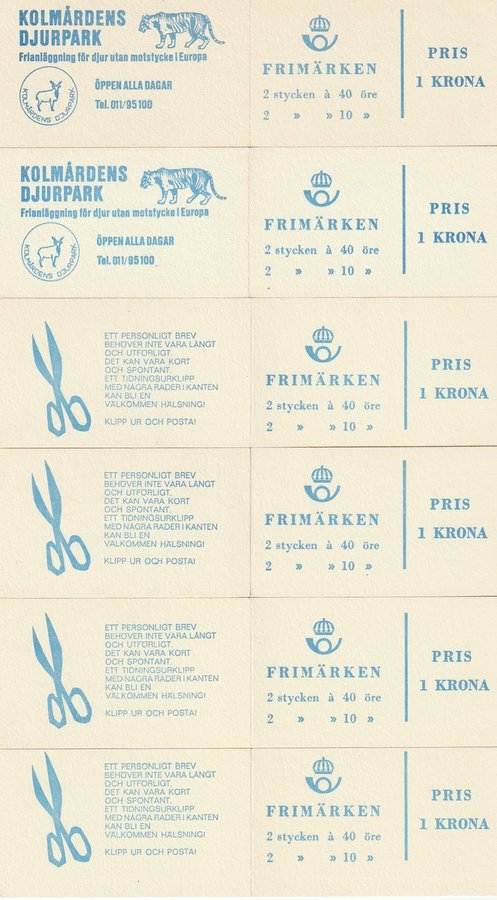 KOLMÅRDENS
DJURPARK
Frianläggning för djur utan motstycke i Europa
KOLMÅRDENS DJURPARK
ÖPPEN ALLA DAGAR
Tel. 011/95100
FRIMÄRKEN
2 stycken à 40 öre
2 » » 10 »
PRIS
1 KRONA
KOLMÅRDENS
DJURPARK
Frianläggning för djur utan motstycke i Europa
KOLMÅRDENS DJURPARK
ÖPPEN ALLA DAGAR
Tel. 011/95100
FRIMÄRKEN
2 stycken à 40 öre
2 » » 10 »
PRIS
1 KRONA
ETT PERSONLIGT BREV
BEHÖVER INTE VARA LÅNGT
OCH UTFÖRLIGT.
DET KAN VARA KORT
OCH SPONTANT.
ETT TIDNINGSURKLIPP
MED NÅGRA RADER I KANTEN
KAN BLI EN
VÄLKOMMEN HÄLSNING!
KLIPP UR OCH POSTA!
FRIMÄRKEN
2 stycken à 40 öre
2 » » 10 »
PRIS
1 KRONA
ETT PERSONLIGT BREV
BEHÖVER INTE VARA LÅNGT
OCH UTFÖRLIGT.
DET KAN VARA KORT
OCH SPONTANT.
ETT TIDNINGSURKLIPP
MED NÅGRA RADER I KANTEN
KAN BLI EN
VÄLKOMMEN HÄLSNING!
KLIPP UR OCH POSTA!
FRIMÄRKEN
2 stycken à 40 öre
2 » » 10 »
PRIS
1 KRONA
ETT PERSONLIGT BREV
BEHÖVER INTE VARA LÅNGT
OCH UTFÖRLIGT.
DET KAN VARA KORT
OCH SPONTANT.
ETT TIDNINGSURKLIPP
MED NÅGRA RADER I KANTEN
KAN BLI EN
VÄLKOMMEN HÄLSNING!
KLIPP UR OCH POSTA!
FRIMÄRKEN
2 stycken à 40 öre
2 » » 10 »
PRIS
1 KRONA
ETT PERSONLIGT BREV
BEHÖVER INTE VARA LÅNGT
OCH UTFÖRLIGT.
DET KAN VARA KORT
OCH SPONTANT.
ETT TIDNINGSURKLIPP
MED NÅGRA RADER I KANTEN
KAN BLI EN
VÄLKOMMEN HÄLSNING!
KLIPP UR OCH POSTA!
FRIMÄRKEN
2 stycken à 40 öre
2 » » 10 »
PRIS
1 KRONA